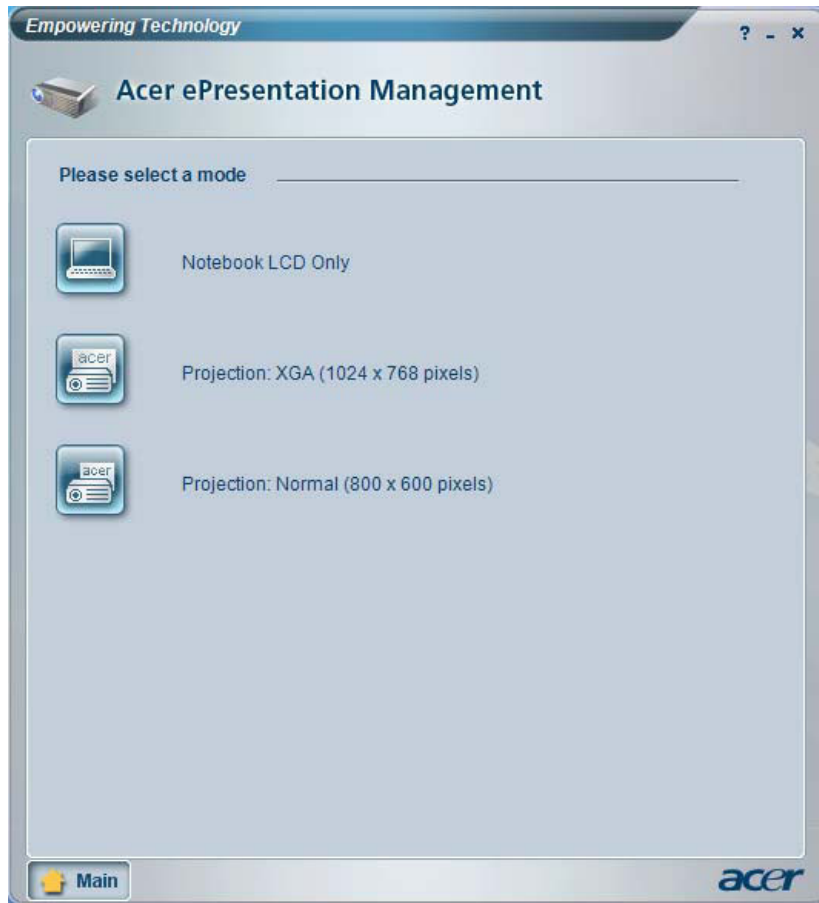 Empowering Technology
? - x
Acer ePresentation Management
Please select a mode
Notebook LCD Only
acer
Projection: XGA (1024 x 768 pixels)
acer
Projection: Normal (800 x 600 pixels)
Main
acer